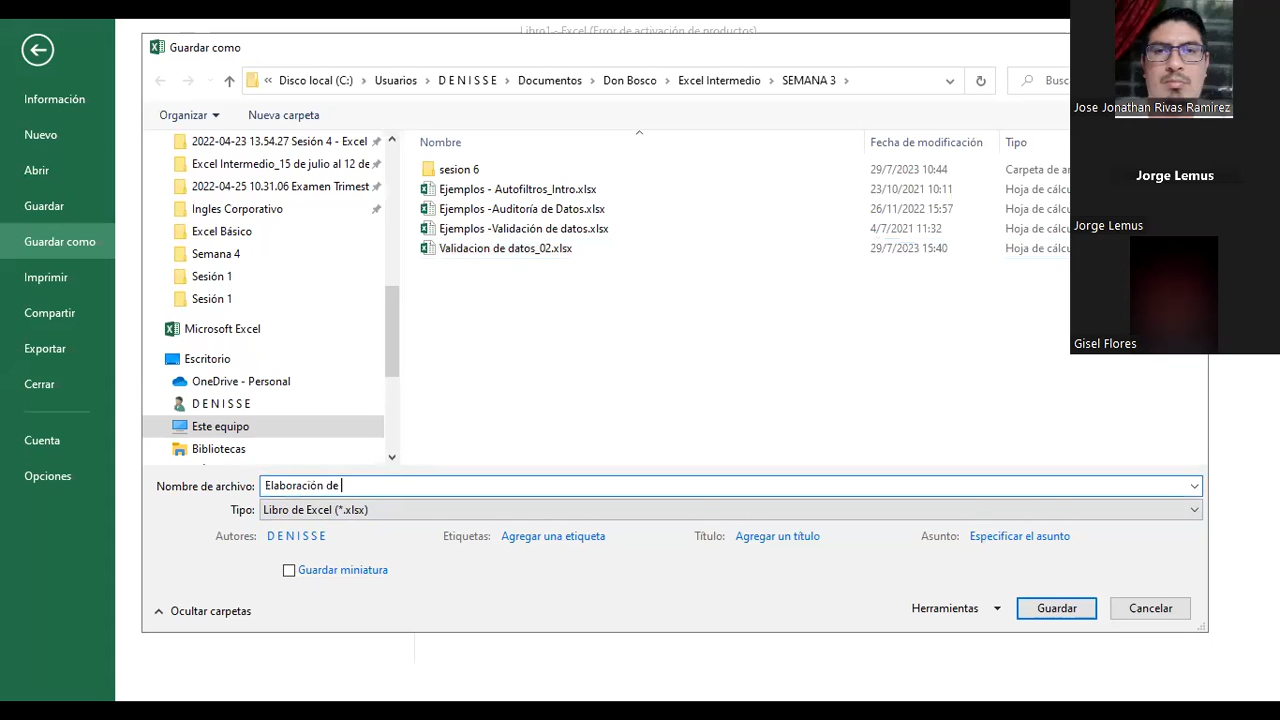 Libro1 - Excel (Error de activación de productos)
Guardar como
Información
Nuevo
Abrir
Guardar
Guardar como
Imprimir
Compartir
Exportar
Cerrar
Cuenta
Opciones
« Disco local (C:) > Usuarios > D E N I S S E > Documentos > Don Bosco > Excel Intermedio > SEMANA 3 >
Busc
Organizar
Nueva carpeta
2022-04-23 13.54.27 Sesión 4 - Excel
Excel Intermedio_15 de julio al 12 de
2022-04-25 10.31.06 Examen Trimest
Ingles Corporativo
Excel Básico
Semana 4
Sesión 1
Sesión 1
Microsoft Excel
Escritorio
OneDrive - Personal
D E N I S S E
Este equipo
Bibliotecas
Nombre Fecha de modificación Tipo
sesion 6 29/7/2023 10:44 Carpeta de ar
Ejemplos - Autofiltros_Intro.xlsx 23/10/2021 10:11 Hoja de cálc
Ejemplos -Auditoría de Datos.xlsx 26/11/2022 15:57 Hoja de cálc
Ejemplos -Validación de datos.xlsx 4/7/2021 11:32 Hoja de cálc
Validacion de datos_02.xlsx 29/7/2023 15:40 Hoja de cálc
Nombre de archivo: Elaboración de
Tipo: Libro de Excel (*.xlsx)
Autores: D E N I S S E Etiquetas: Agregar una etiqueta Título: Agregar un título Asunto: Especificar el asunto
Guardar miniatura
Ocultar carpetas
Herramientas
Guardar
Cancelar
Jose Jonathan Rivas Ramirez
Jorge Lemus
Jorge Lemus
Gisel Flores